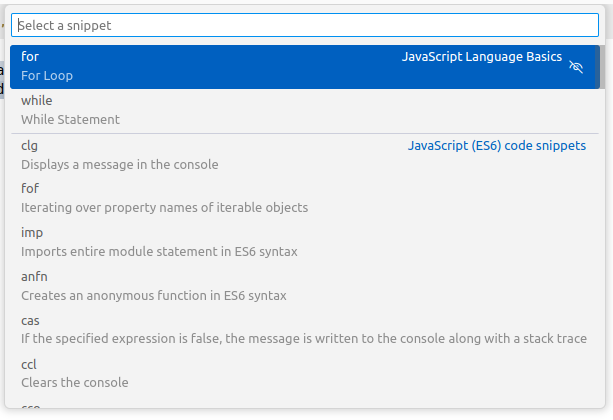 Select a snippet
for JavaScript Language Basics
For Loop
while
While Statement
clg JavaScript (ES6) code snippets
Displays a message in the console
fof
Iterating over property names of iterable objects
imp
Imports entire module statement in ES6 syntax
anfn
Creates an anonymous function in ES6 syntax
cas
If the specified expression is false, the message is written to the console along with a stack trace
ccl
Clears the console